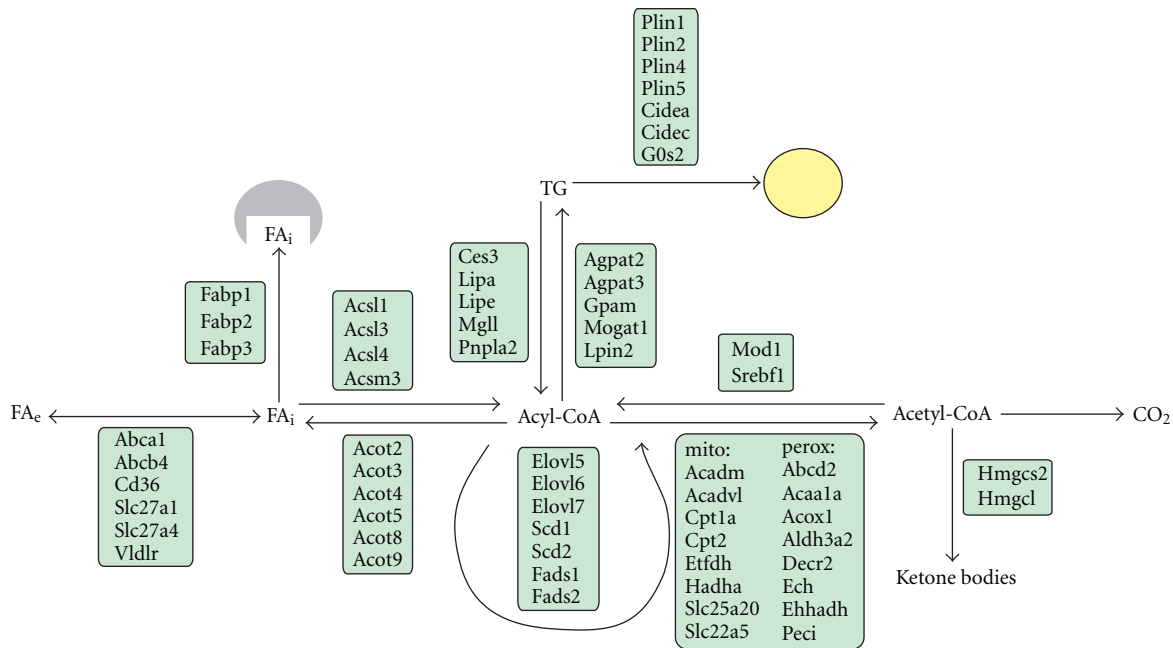 Plin1
Plin2
Plin4
Plin5
Cidea
Cidec
G0s2
TG
FAi
Fabp1
Fabp2
Fabp3
Acsl1
Acsl3
Acsl4
Acsm3
Ces3
Lipa
Lipe
Mgll
Pnpla2
Agpat2
Agpat3
Gpam
Mogat1
Lpin2
Mod1
Srebf1
FAe
FAi
Acyl-CoA
Acetyl-CoA
CO2
Abca1
Abcb4
Cd36
Slc27a1
Slc27a4
Vldlr
Acot2
Acot3
Acot4
Acot5
Acot8
Acot9
Elovl5
Elovl6
Elovl7
Scd1
Scd2
Fads1
Fads2
mito:
Acadm
Acadvl
Cpt1a
Cpt2
Etfdh
Hadha
Slc25a20
Slc22a5
perox:
Abcd2
Acaa1a
Acox1
Aldh3a2
Decr2
Ech
Ehhadh
Peci
Hmgcs2
Hmgcl
Ketone bodies